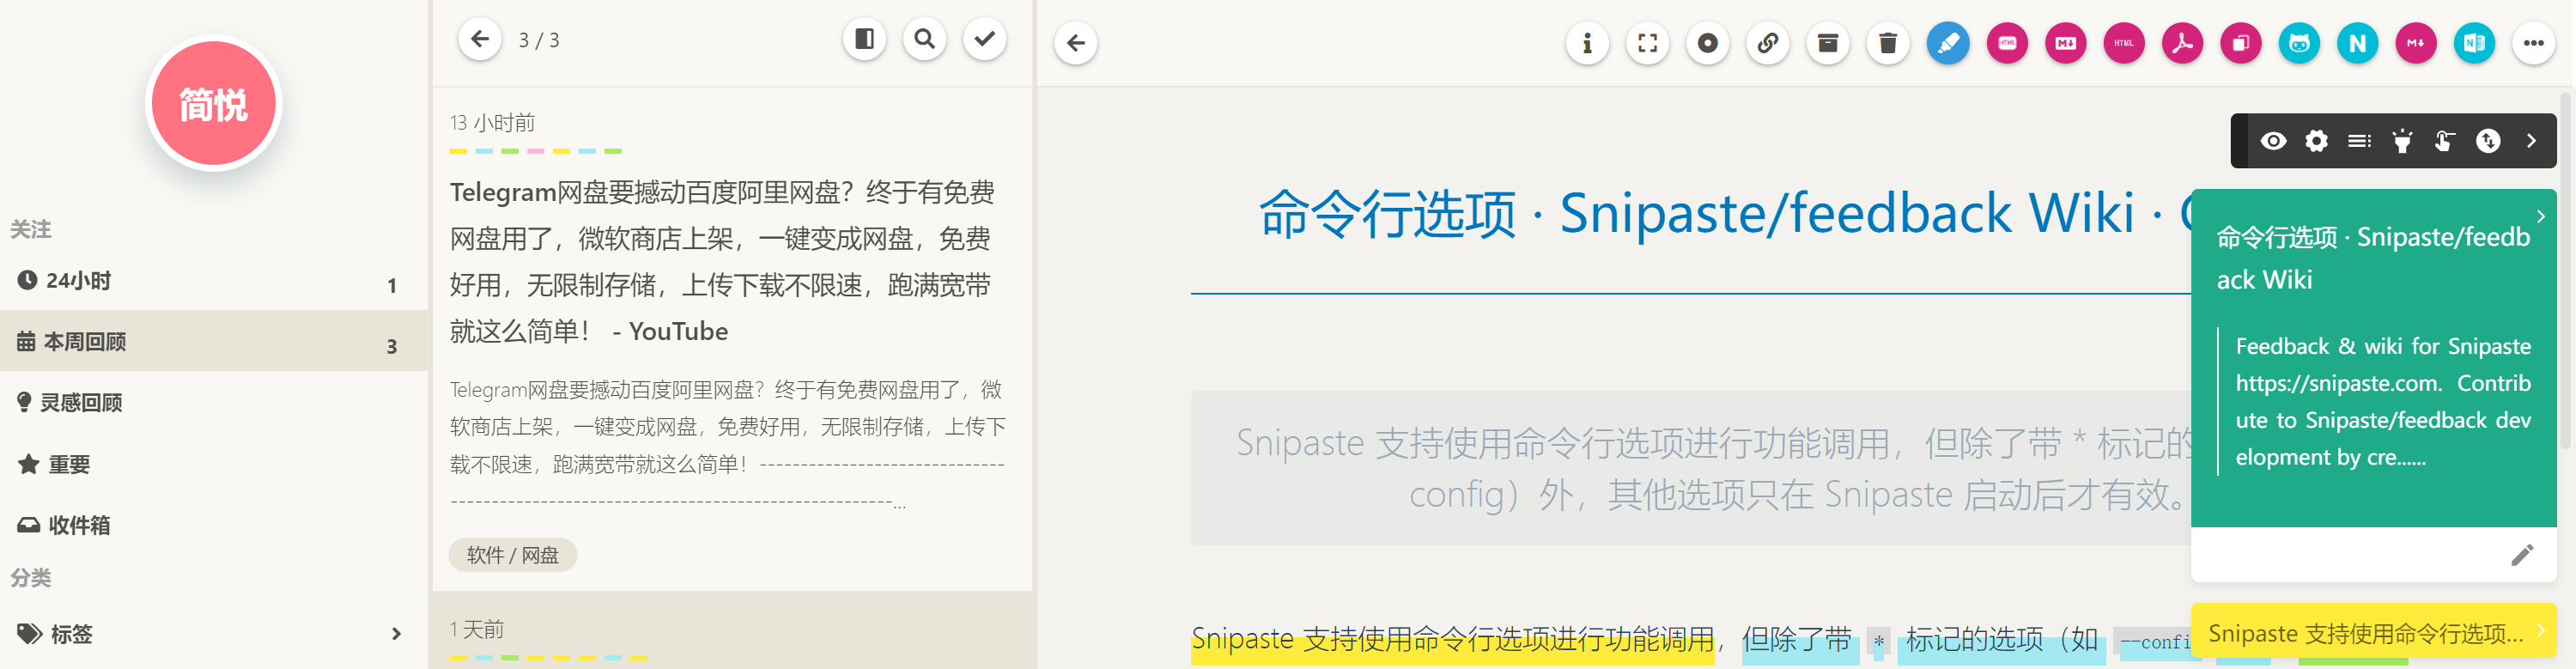 简悦
关注
24小时
1
本周回顾
3
灵感回顾
重要
收件箱
分类
标签
3 / 3
13 小时前
Telegram网盘要撼动百度阿里网盘？终于有免费
网盘用了，微软商店上架，一键变成网盘，免费
好用，无限制存储，上传下载不限速，跑满宽带
就这么简单！ - YouTube
Telegram网盘要撼动百度阿里网盘？终于有免费网盘用了，微
软商店上架，一键变成网盘，免费好用，无限制存储，上传下
载不限速，跑满宽带就这么简单！------------------------------
------------------------------------------------------...
软件 / 网盘
1 天前
HTML
M
HTML
N
M
N
命令行选项 · Snipaste/feedback Wiki ·
Snipaste 支持使用命令行选项进行功能调用，但除了带 * 标记的
config）外，其他选项只在 Snipaste 启动后才有效。
Snipaste 支持使用命令行选项进行功能调用，但除了带 * 标记的选项（如 --confi
命令行选项 · Snipaste/feedb
ack Wiki
Feedback & wiki for Snipaste
https://snipaste.com. Contrib
ute to Snipaste/feedback dev
elopment by cre......
Snipaste 支持使用命令行选项...